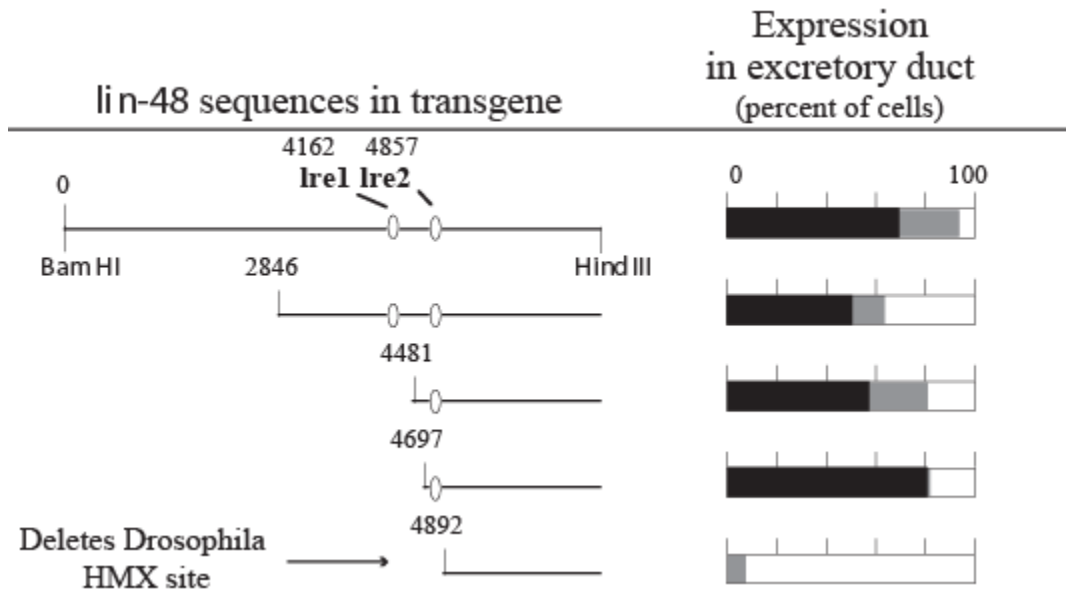 Expression
in excretory duct
(percent of cells)
lin-48 sequences in transgene
4162 4857
lre1 lre2
0
0 100
Bam HI 2846 Hind III
4481
4697
4892
Deletes Drosophila
HMX site